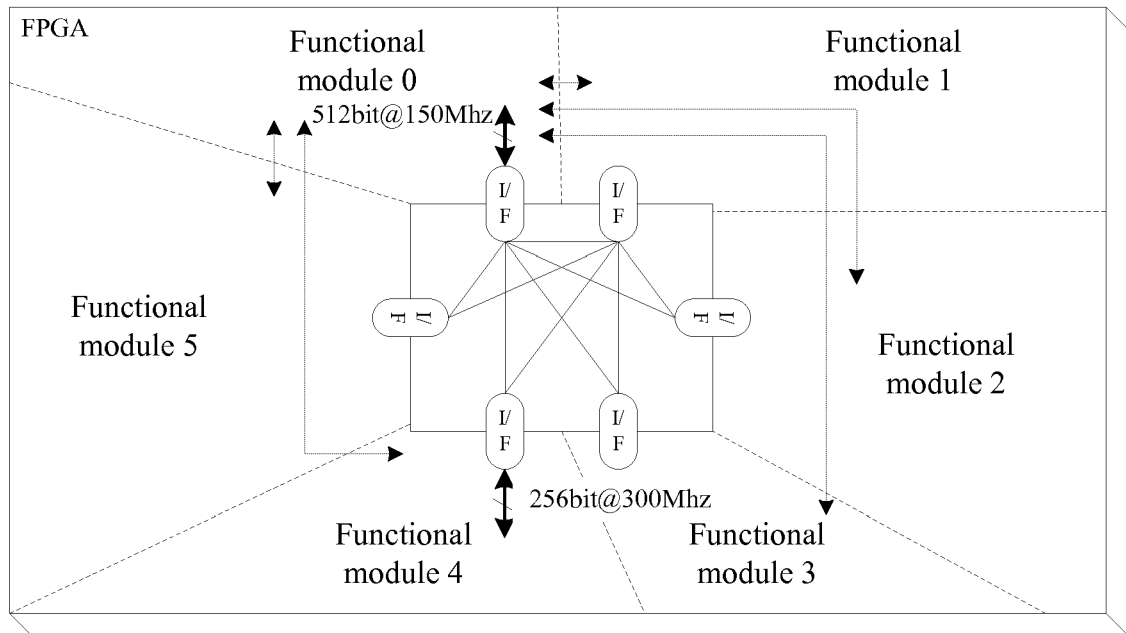 FPGA
Functional
module 0
Functional
module 1
512bit@150Mhz
I/
F
I/
F
Functional
module 5
I/
F
I/
F
Functional
module 2
I/
F
I/
F
256bit@300Mhz
Functional
module 4
Functional
module 3